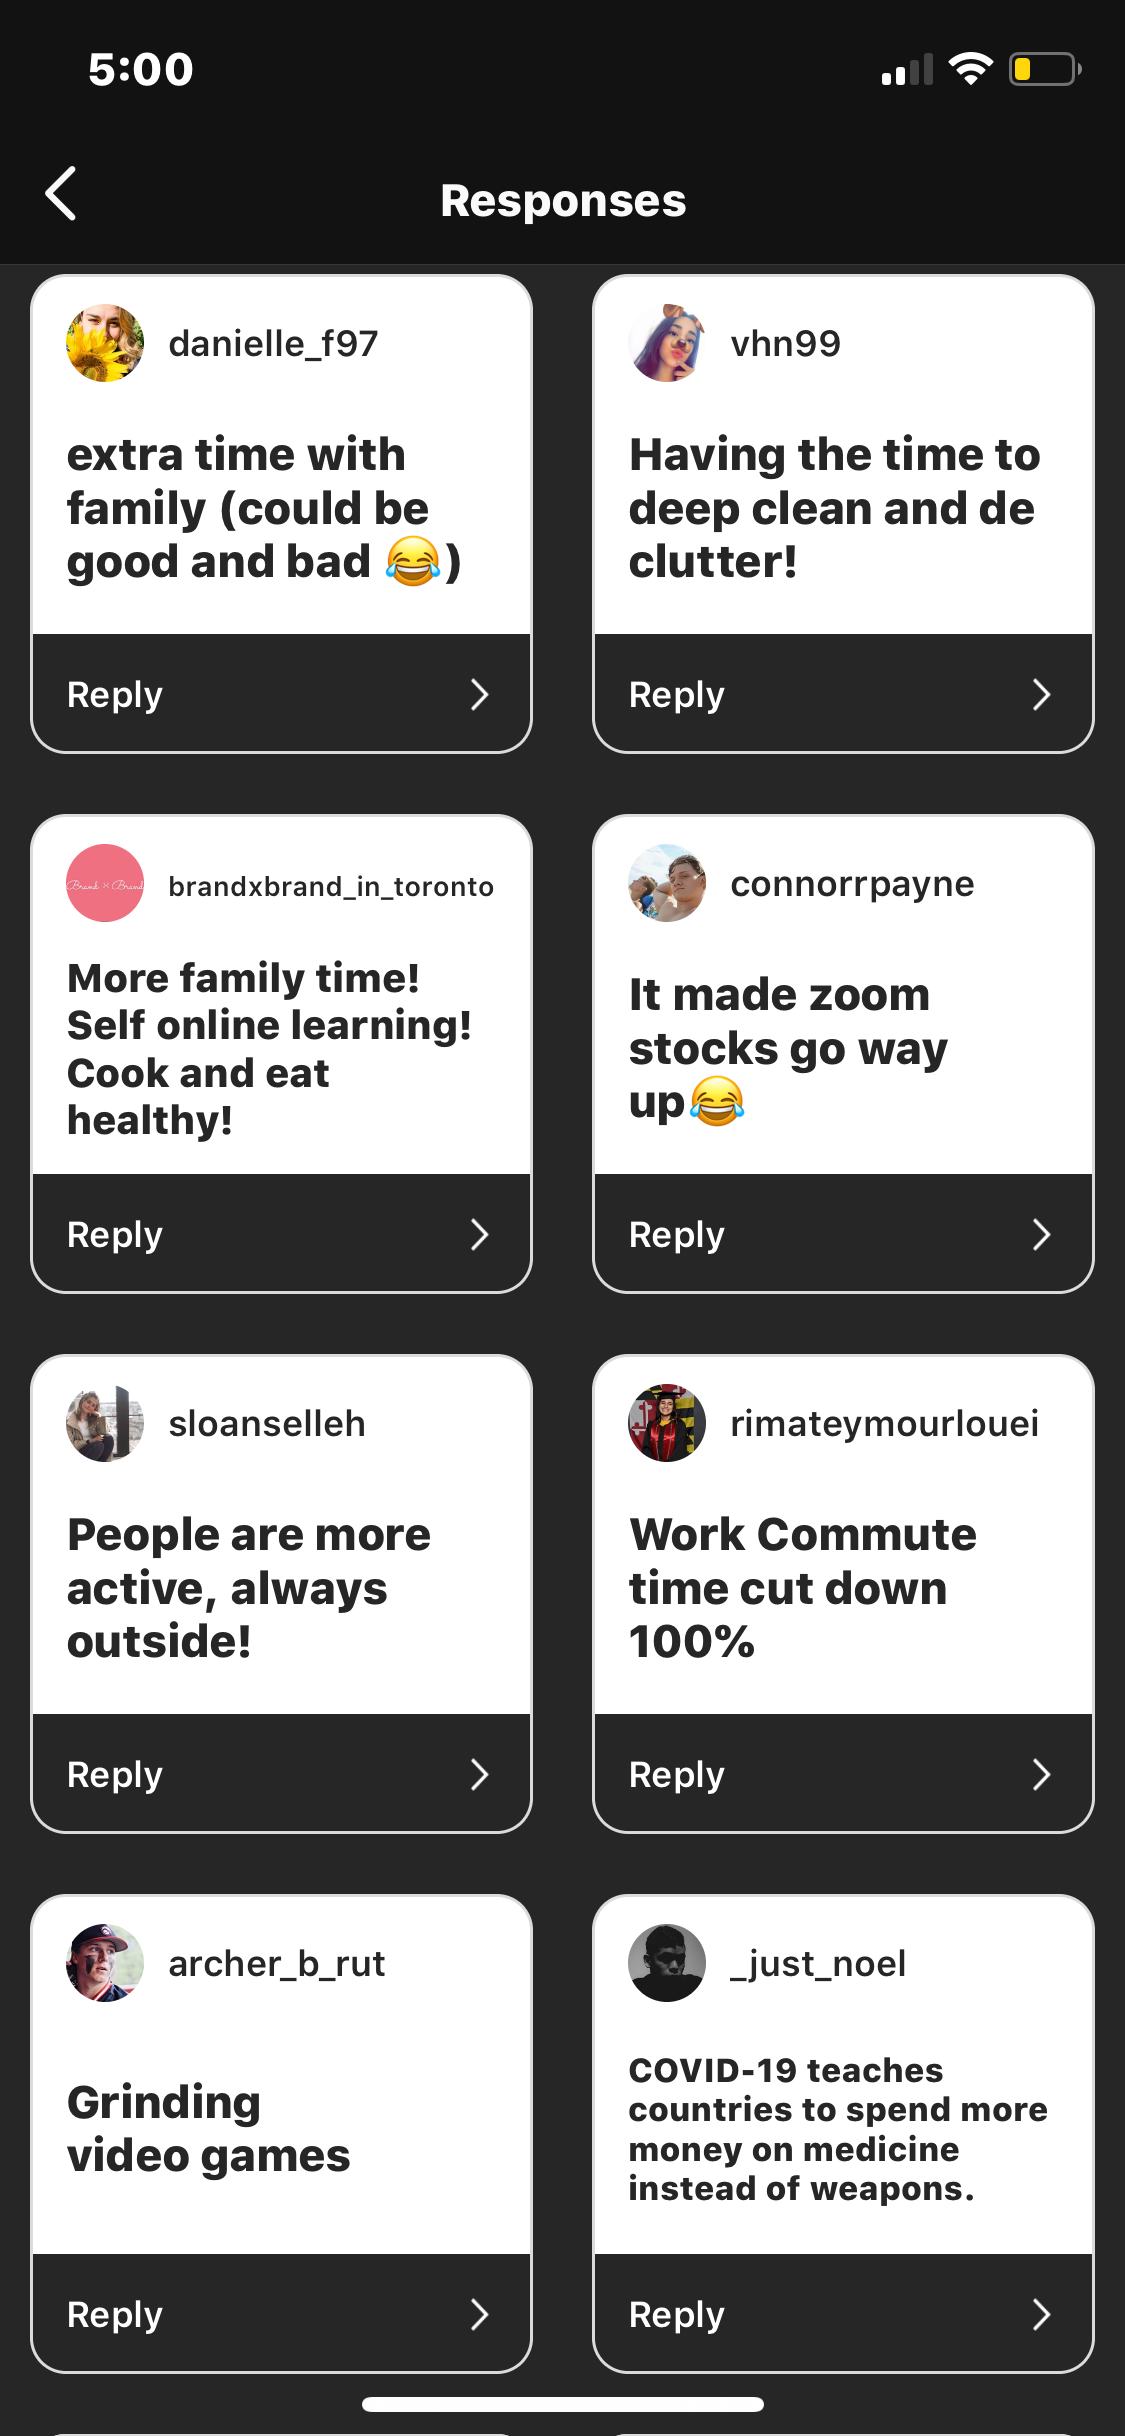 5:00
Responses
danielle_f97
extra time with
family (could be
good and bad 😂)
Reply
vhn99
Having the time to
deep clean and de
clutter!
Reply
Brand × Brand
brandxbrand_in_toronto
More family time!
Self online learning!
Cook and eat
healthy!
Reply
connorrpayne
It made zoom
stocks go way
up😂
Reply
sloanselleh
People are more
active, always
outside!
Reply
rimateymourlouei
Work Commute
time cut down
100%
Reply
archer_b_rut
Grinding
video games
Reply
_just_noel
COVID-19 teaches
countries to spend more
money on medicine
instead of weapons.
Reply